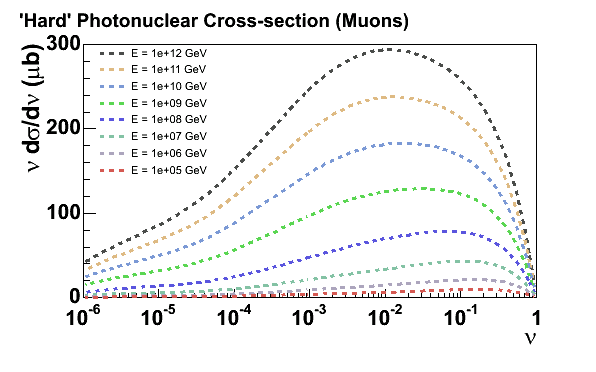 'Hard' Photonuclear Cross-section (Muons)
ν dσ/dν (μb)
300
200
100
0
E = 1e+12 GeV
E = 1e+11 GeV
E = 1e+10 GeV
E = 1e+09 GeV
E = 1e+08 GeV
E = 1e+07 GeV
E = 1e+06 GeV
E = 1e+05 GeV
10⁻⁶ 10⁻⁵ 10⁻⁴ 10⁻³ 10⁻² 10⁻¹ 1
ν